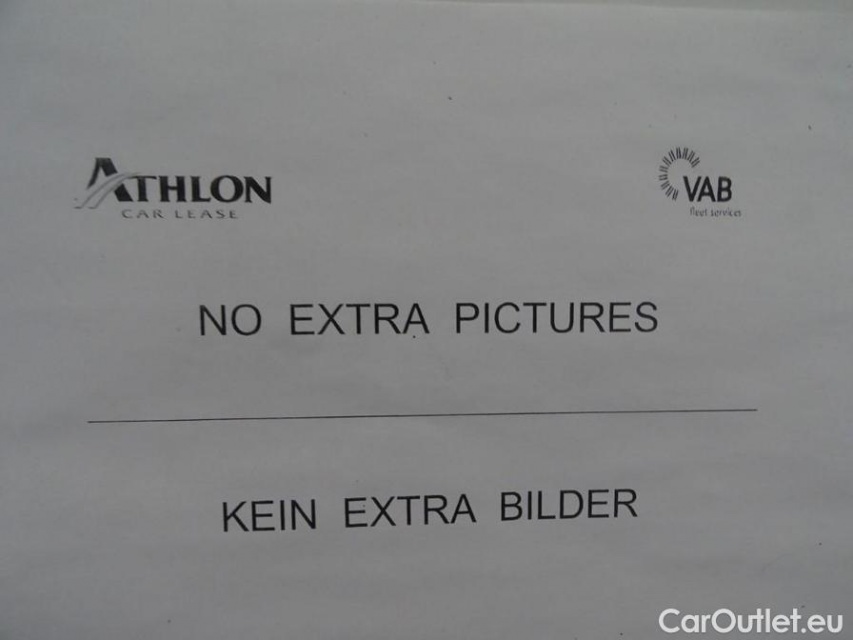 ATHLON
CAR LEASE
VAB
fleet services
NO EXTRA PICTURES
KEIN EXTRA BILDER
CarOutlet.eu